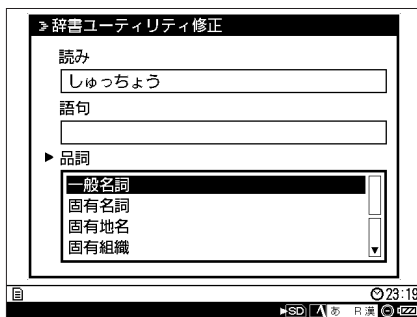 辞書ユーティリティ修正
読み
しゅっちょう
語句
品詞
一般名詞
固有名詞
固有地名
固有組織
23:19
SD あ R漢